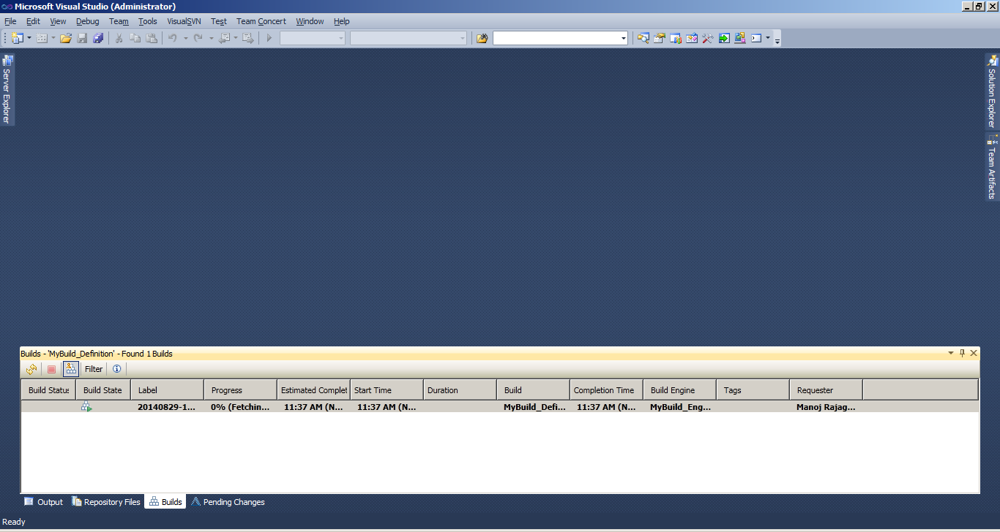 Microsoft Visual Studio (Administrator)
File Edit View Debug Team Tools VisualSVN Test Team Concert Window Help
Server Explorer
Solution Explorer
Team Artifacts
Builds - 'MyBuild_Definition' - Found 1 Builds
Filter
Build Status Build State Label Progress Estimated Complet Start Time Duration Build Completion Time Build Engine Tags Requester
20140829-1... 0% (Fetchin... 11:37 AM (N... 11:37 AM (N... MyBuild_Defi... 11:37 AM (N... MyBuild_Eng... Manoj Rajag...
Output Repository Files Builds Pending Changes
Ready